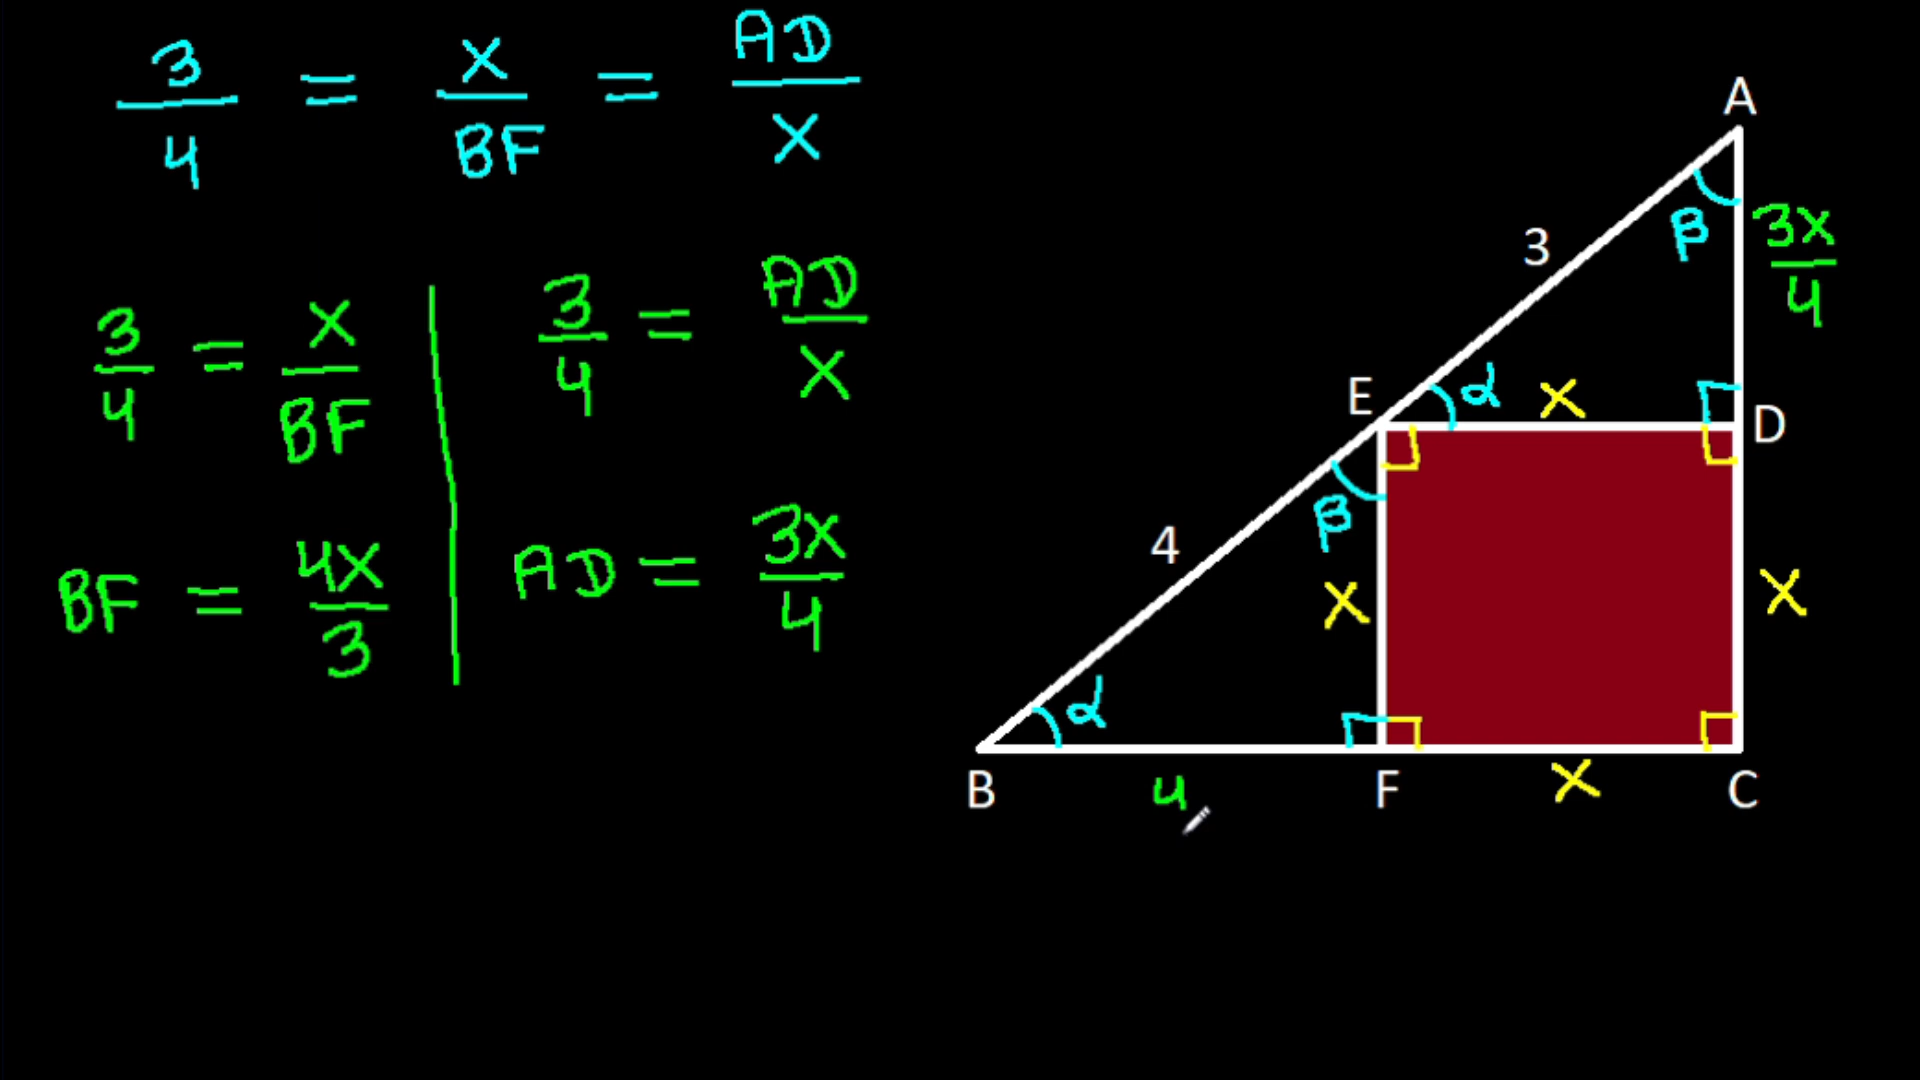 3/4 = X/BF = AD/X
3/4 = X/BF | 3/4 = AD/X
BF = 4X/3 | AD = 3X/4
A
β 3X/4
3
E α X D
β
4 X X
α
B 4 F X C